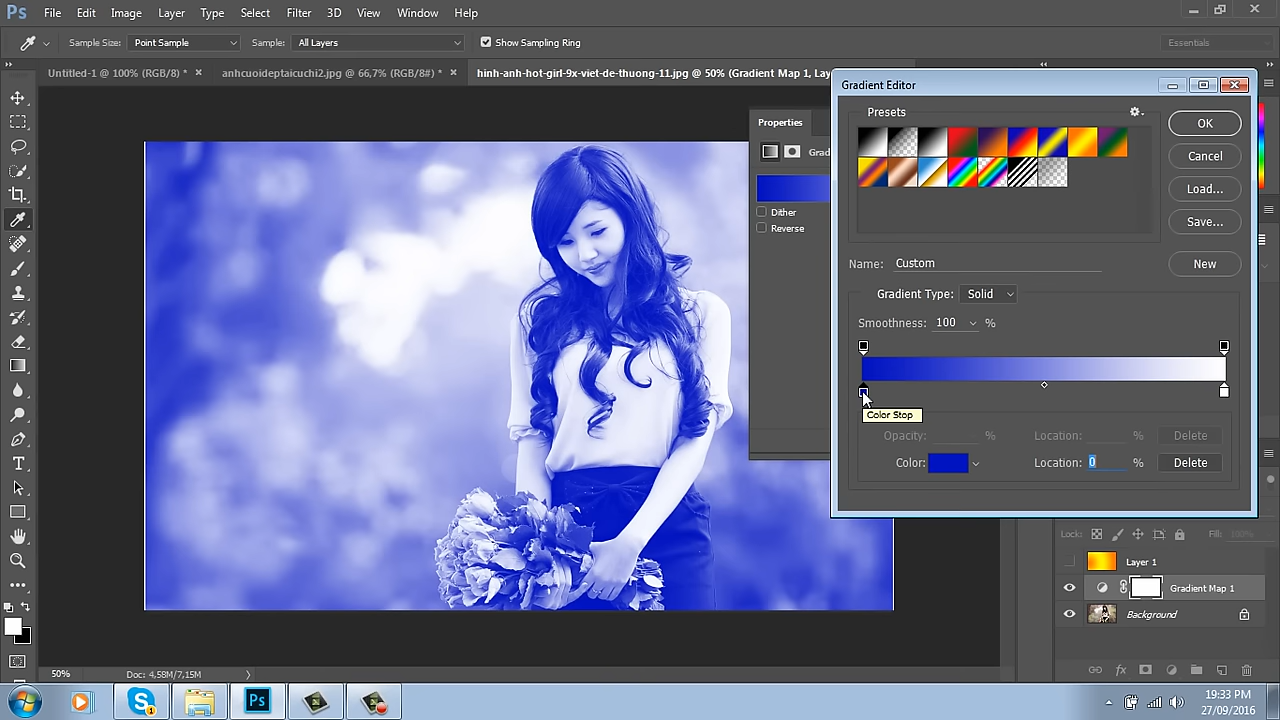 Ps File Edit Image Layer Type Select Filter 3D View Window Help
Sample Size: Point Sample Sample: All Layers Show Sampling Ring Essentials
Untitled-1 @ 100% (RGB/8) * anhcuoideptaicuchi2.jpg @ 66,7% (RGB/8#) * hinh-anh-hot-girl-9x-viet-de-thuong-11.jpg @ 50% (Gradient Map 1, Lay
Properties
Grad
Dither
Reverse
Gradient Editor
Presets
OK
Cancel
Load...
Save...
Name: Custom
New
Gradient Type: Solid
Smoothness: 100 %
Color Stop
Opacity: % Location: % Delete
Color: Location: 0 % Delete
Lock: Fill: 100%
Layer 1
Gradient Map 1
Background
T
50% Doc: 4,58M/7,15M
S 1
Ps
19:33 PM
27/09/2016